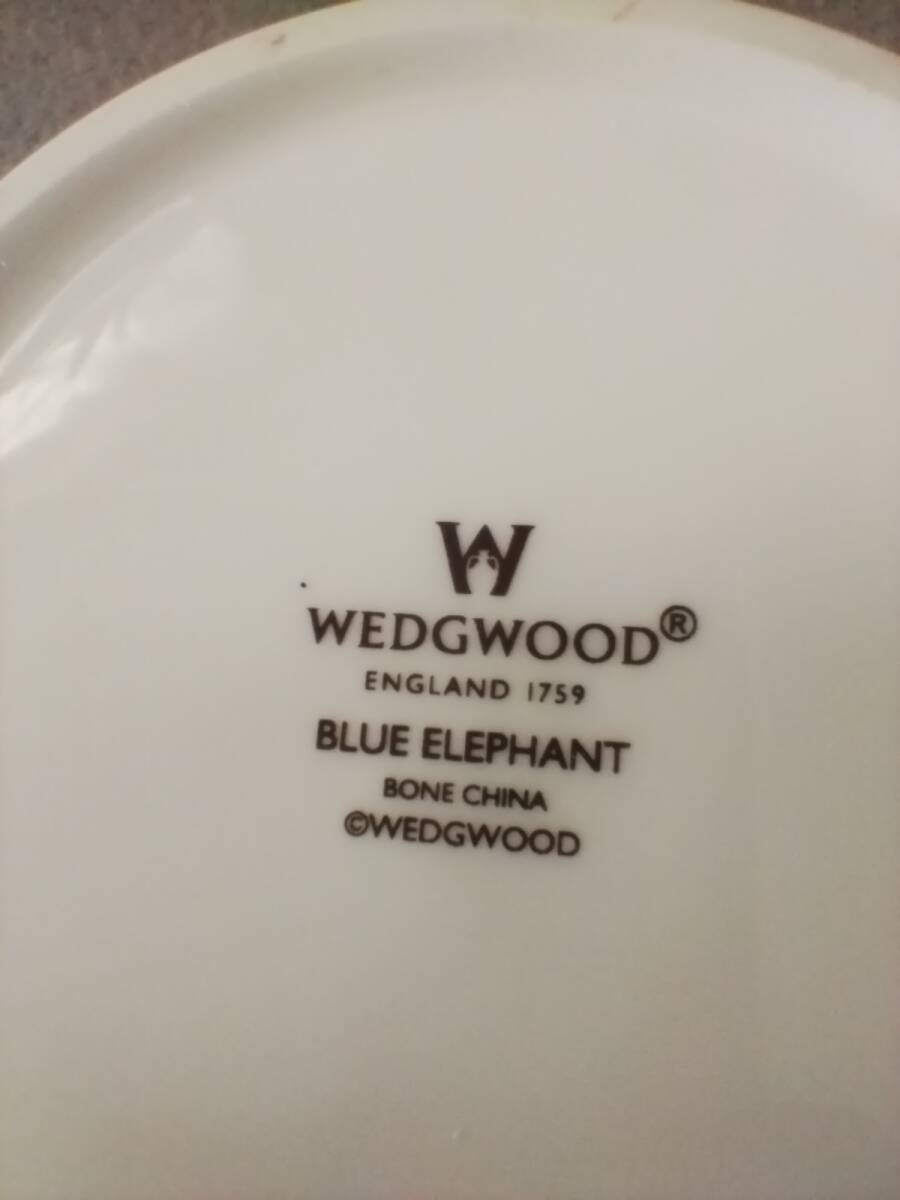 W
WEDGWOOD®
ENGLAND 1759
BLUE ELEPHANT
BONE CHINA
©WEDGWOOD